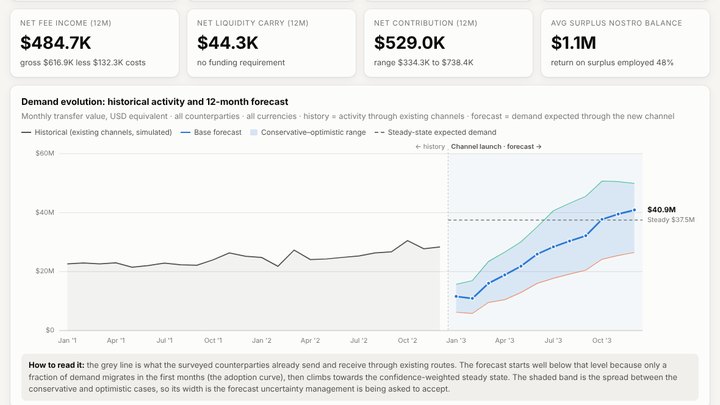 NET FEE INCOME (12M)
$484.7K
gross $616.9K less $132.3K costs
NET LIQUIDITY CARRY (12M)
$44.3K
no funding requirement
NET CONTRIBUTION (12M)
$529.0K
range $334.3K to $738.4K
AVG SURPLUS NOSTRO BALANCE
$1.1M
return on surplus employed 48%
Demand evolution: historical activity and 12-month forecast
Monthly transfer value, USD equivalent · all counterparties · all currencies · history = activity through existing channels · forecast = demand expected through the new channel
Historical (existing channels, simulated) Base forecast Conservative–optimistic range Steady-state expected demand
← history Channel launch · forecast →
$60M
$40M
$20M
$0
$40.9M
Steady $37.5M
Jan '1 Apr '1 Jul '1 Oct '1 Jan '2 Apr '2 Jul '2 Oct '2 Jan '3 Apr '3 Jul '3 Oct '3
How to read it: the grey line is what the surveyed counterparties already send and receive through existing routes. The forecast starts well below that level because only a
fraction of demand migrates in the first months (the adoption curve), then climbs towards the confidence-weighted steady state. The shaded band is the spread between the
conservative and optimistic cases, so its width is the forecast uncertainty management is being asked to accept.